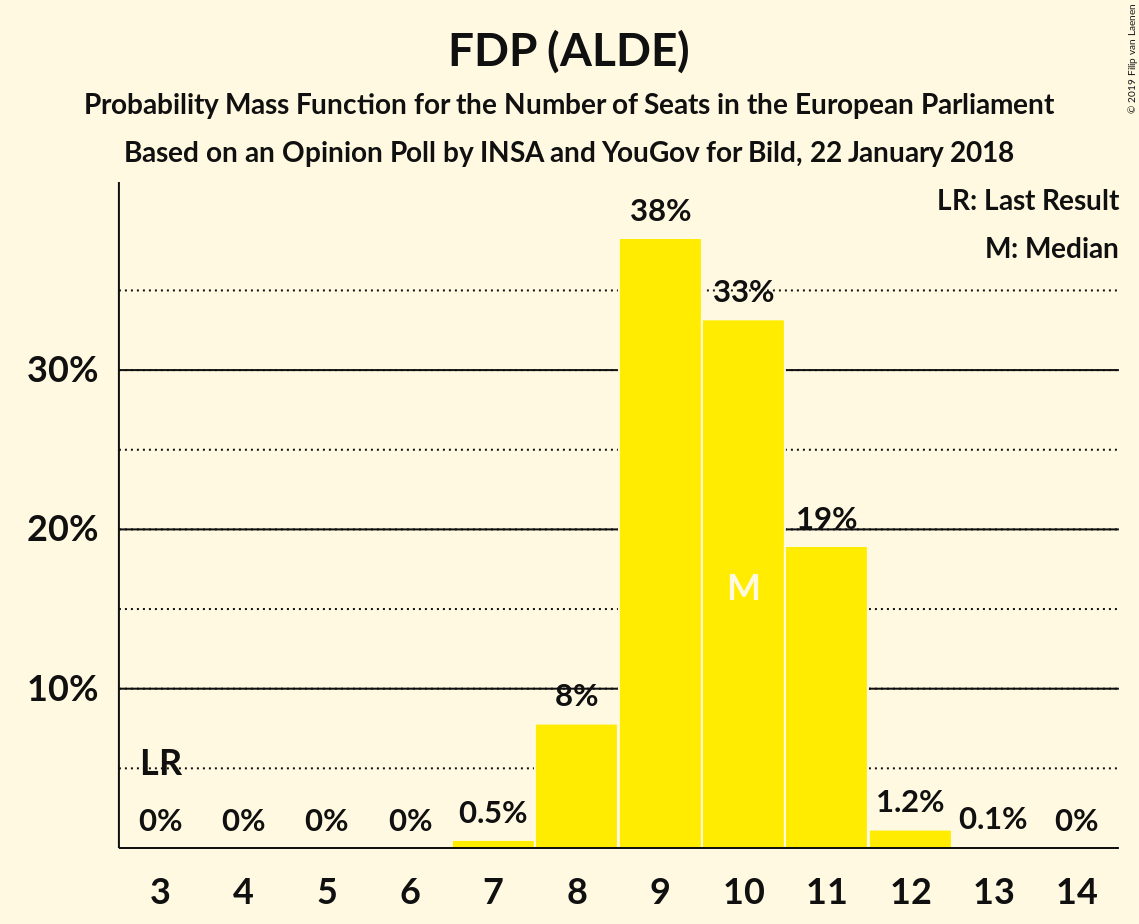 FDP (ALDE)
Probability Mass Function for the Number of Seats in the European Parliament
Based on an Opinion Poll by INSA and YouGov for Bild, 22 January 2018
© 2019 Filip van Laenen
LR: Last Result
M: Median
38%
33%
30%
20%
19%
M
10%
8%
LR
0%
0%
0%
0%
0.5%
1.2%
0.1%
0%
3 4 5 6 7 8 9 10 11 12 13 14